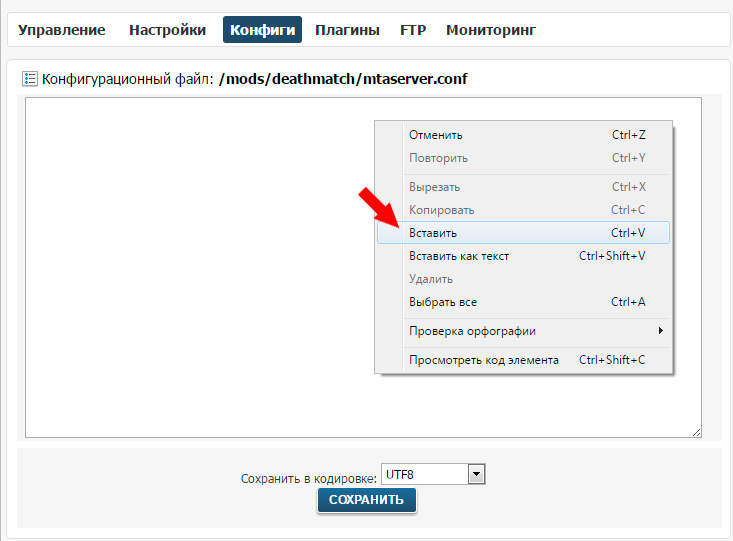 Управление Настройки Конфиги Плагины FTP Мониторинг
Конфигурационный файл: /mods/deathmatch/mtaserver.conf
Отменить Ctrl+Z
Повторить Ctrl+Y
Вырезать Ctrl+X
Копировать Ctrl+C
Вставить Ctrl+V
Вставить как текст Ctrl+Shift+V
Удалить
Выбрать все Ctrl+A
Проверка орфографии
Просмотреть код элемента Ctrl+Shift+C
Сохранить в кодировке: UTF8
СОХРАНИТЬ